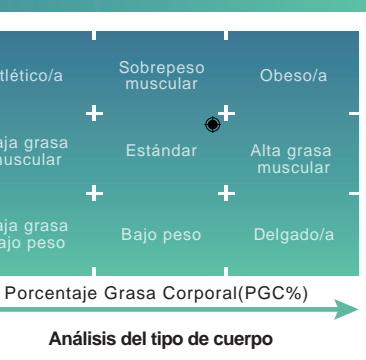 tlético/a
Sobrepeso
muscular
Obeso/a
aja grasa
muscular
Estándar
Alta grasa
muscular
aja grasa
ajo peso
Bajo peso
Delgado/a
Porcentaje Grasa Corporal(PGC%)
Análisis del tipo de cuerpo